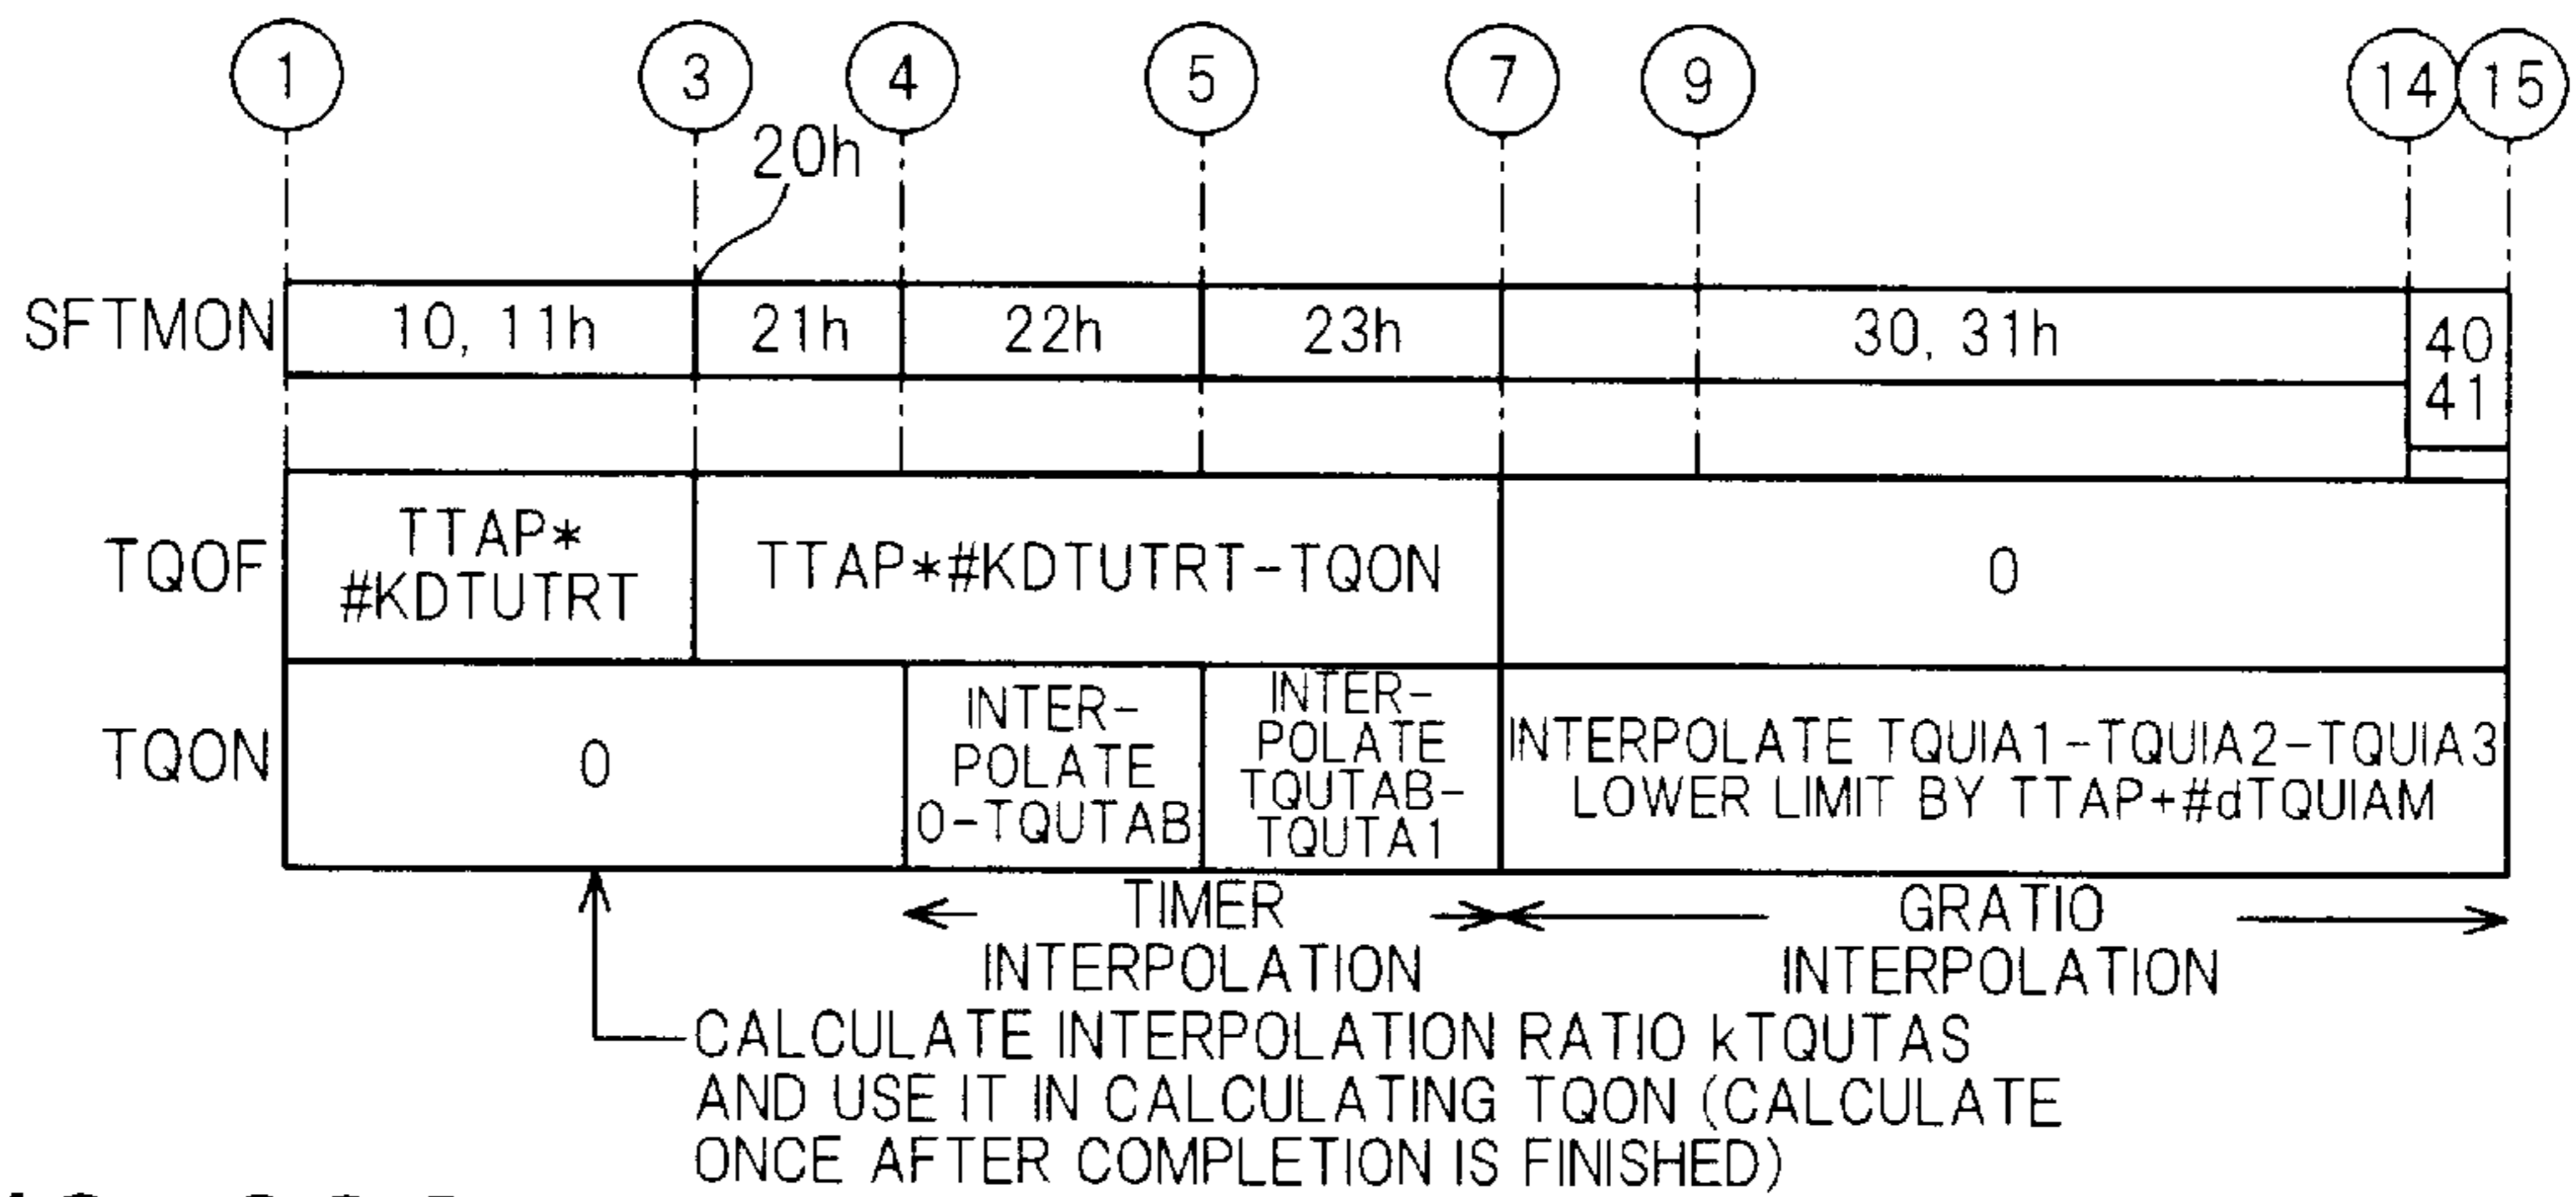 1 3 4 5 7 9 14 15
20h
SFTMON 10, 11h 21h 22h 23h 30, 31h 40
41
TQOF TTAP*
#KDTUTRT
TTAP*#KDTUTRT-TQON
0
TQON 0
INTER-
POLATE
0-TQUTAB
INTER-
POLATE
TQUTAB-
TQUTA1
INTERPOLATE TQUIA1-TQUIA2-TQUIA3
LOWER LIMIT BY TTAP+#dTQUIAM
TIMER
INTERPOLATION
GRATIO
INTERPOLATION
CALCULATE INTERPOLATION RATIO kTQUTAS
AND USE IT IN CALCULATING TQON (CALCULATE
ONCE AFTER COMPLETION IS FINISHED)